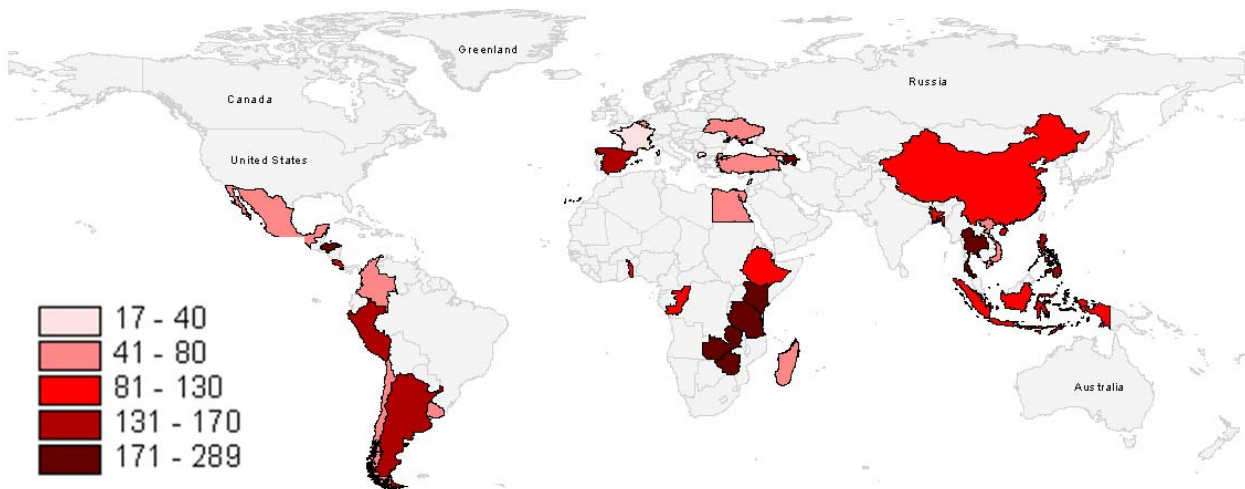 Greenland
Russia
Canada
United States
17 - 40
41 - 80
81 - 130
Australia
131 - 170
171 - 289